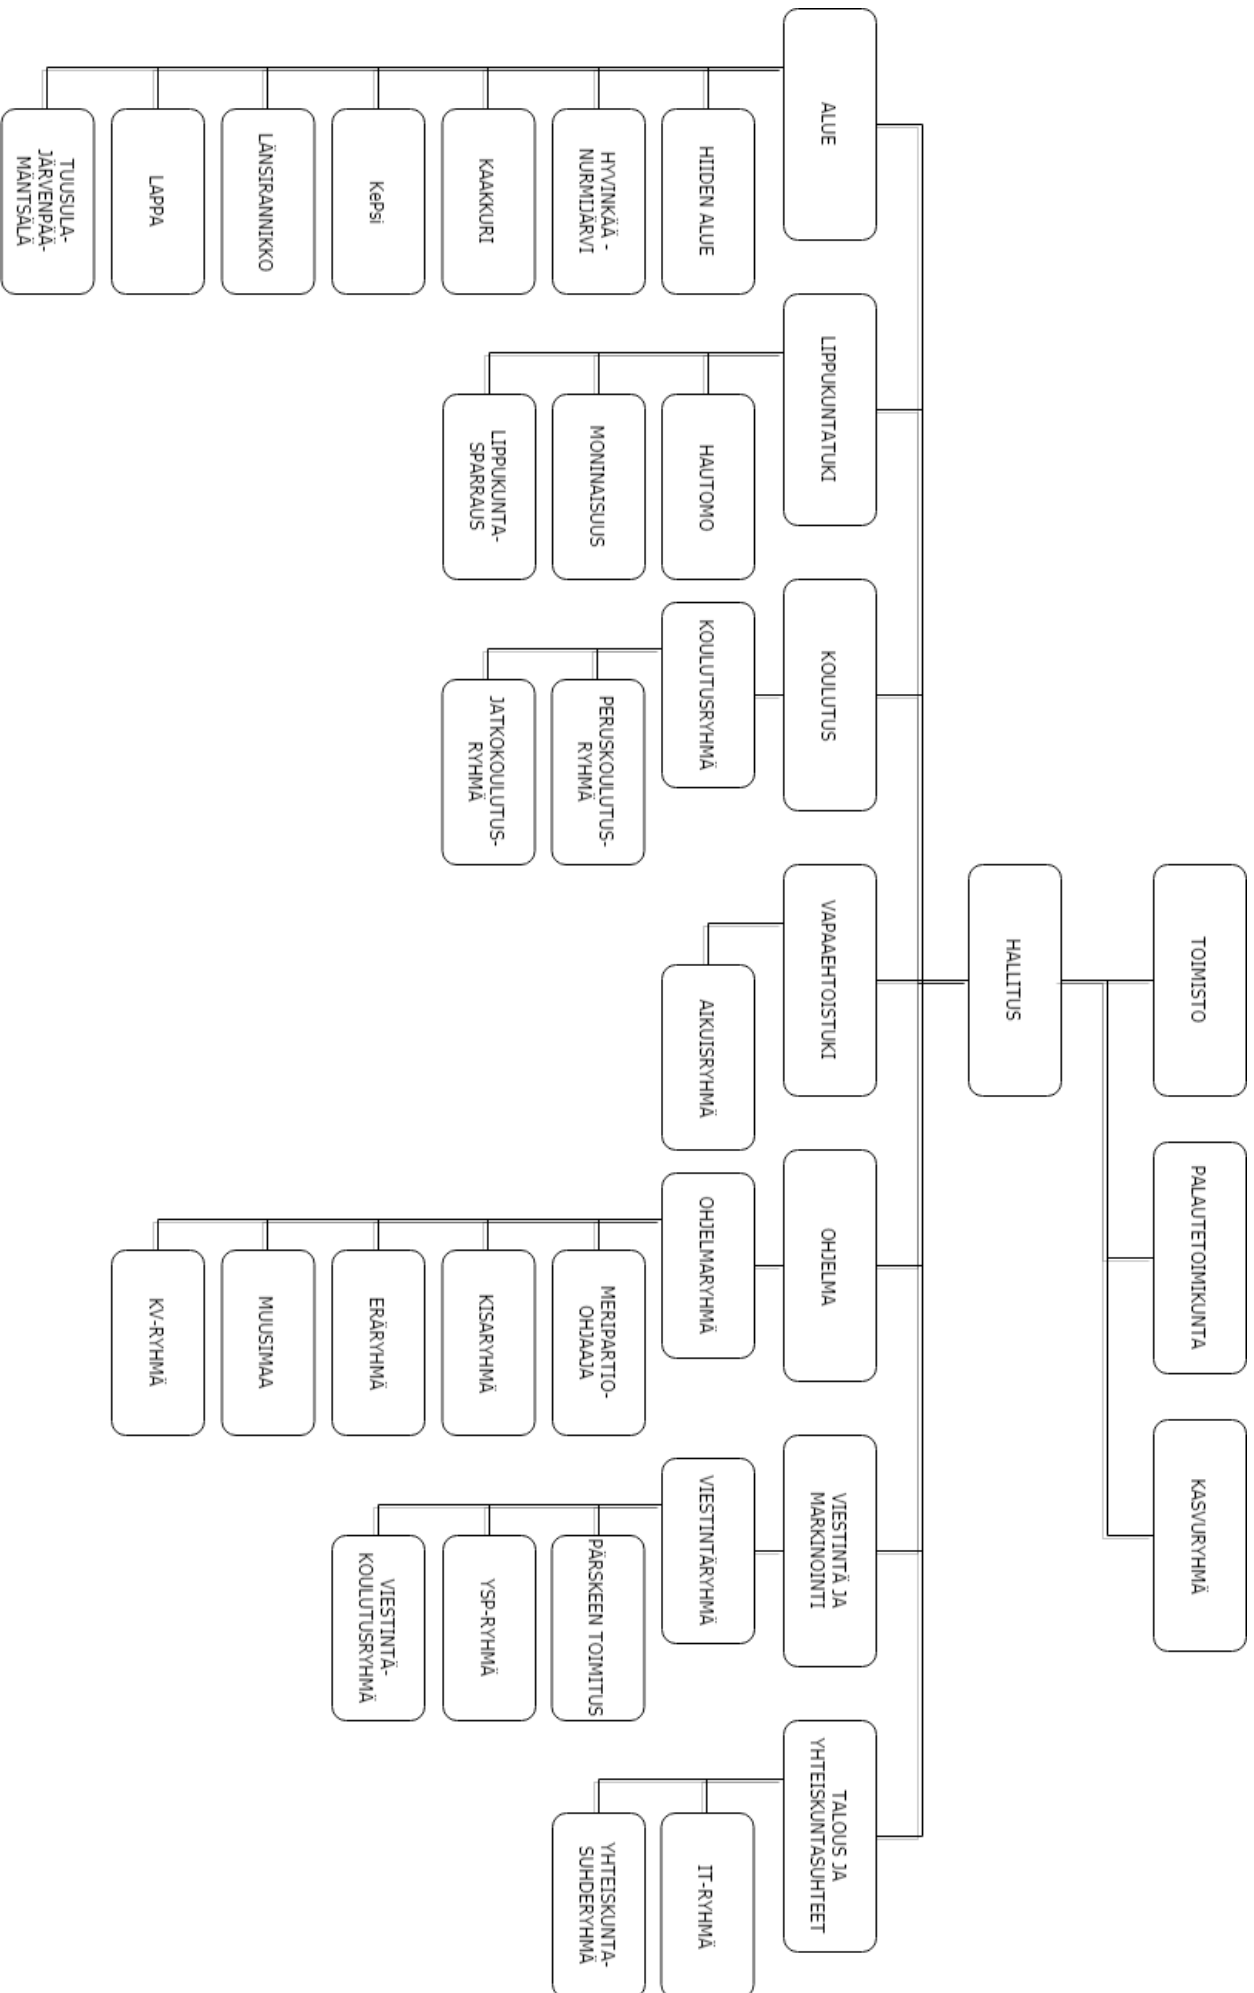 TOIMISTO
PALAUTETOIMIKUNTA
KASVURYHMÄ
HALLITUS
ALUE
LIPPUKUNTATUKI
KOULUTUS
VAPAAEHTOISTUKI
OHJELMA
VIESTINTÄ JA
MARKINOINTI
TALOUS JA
YHTEISKUNTASUHTEET
HIIDEN ALUE
HYVINKÄÄ -
NURMIJÄRVI
KAAKKURI
KePsi
LÄNSIRANNIKKO
LAPPA
TUUSULA-
JÄRVENPÄÄ-
MÄNTSÄLÄ
HAUTOMO
MONINAISUUS
LIPPUKUNTA-
SPARRAUS
KOULUTUSRYHMÄ
PERUSKOULUTUS-
RYHMÄ
JATKOKOULUTUS-
RYHMÄ
AIKUISRYHMÄ
OHJELMARYHMÄ
MERIPARTIO-
OHJAAJA
KISARYHMÄ
ERÄRYHMÄ
MUUSIMAA
KV-RYHMÄ
VIESTINTÄRYHMÄ
PÄRSKEEN TOIMITUS
YSP-RYHMÄ
VIESTINTÄ-
KOULUTUSRYHMÄ
IT-RYHMÄ
YHTEISKUNTA-
SUHDERYHMÄ